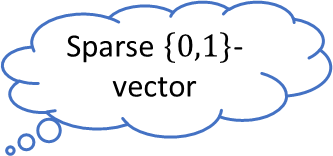 Sparse {0,1}-
vector